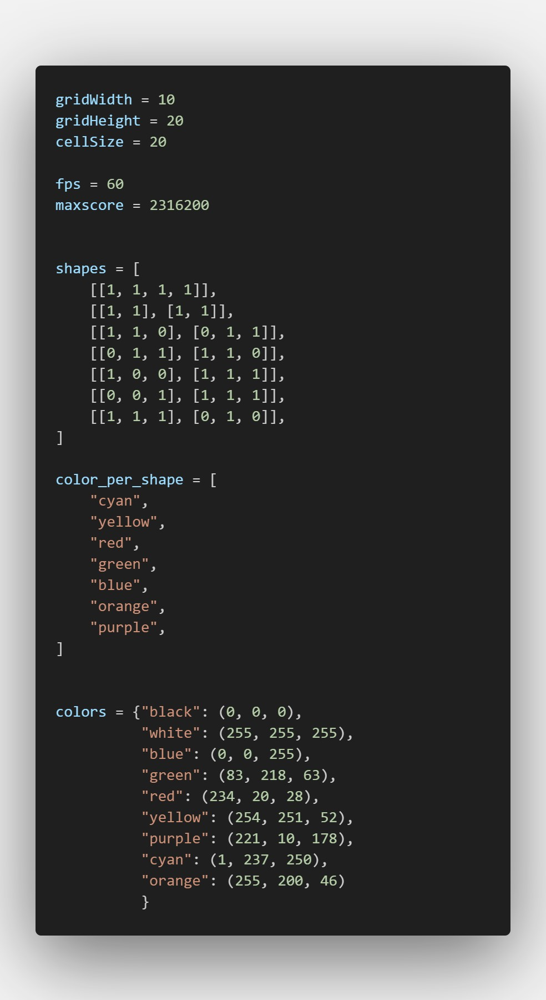 gridWidth = 10
gridHeight = 20
cellSize = 20

fps = 60
maxscore = 2316200


shapes = [
    [[1, 1, 1, 1]],
    [[1, 1], [1, 1]],
    [[1, 1, 0], [0, 1, 1]],
    [[0, 1, 1], [1, 1, 0]],
    [[1, 0, 0], [1, 1, 1]],
    [[0, 0, 1], [1, 1, 1]],
    [[1, 1, 1], [0, 1, 0]],
]

color_per_shape = [
    "cyan",
    "yellow",
    "red",
    "green",
    "blue",
    "orange",
    "purple",
]


colors = {"black": (0, 0, 0),
          "white": (255, 255, 255),
          "blue": (0, 0, 255),
          "green": (83, 218, 63),
          "red": (234, 20, 28),
          "yellow": (254, 251, 52),
          "purple": (221, 10, 178),
          "cyan": (1, 237, 250),
          "orange": (255, 200, 46)
          }